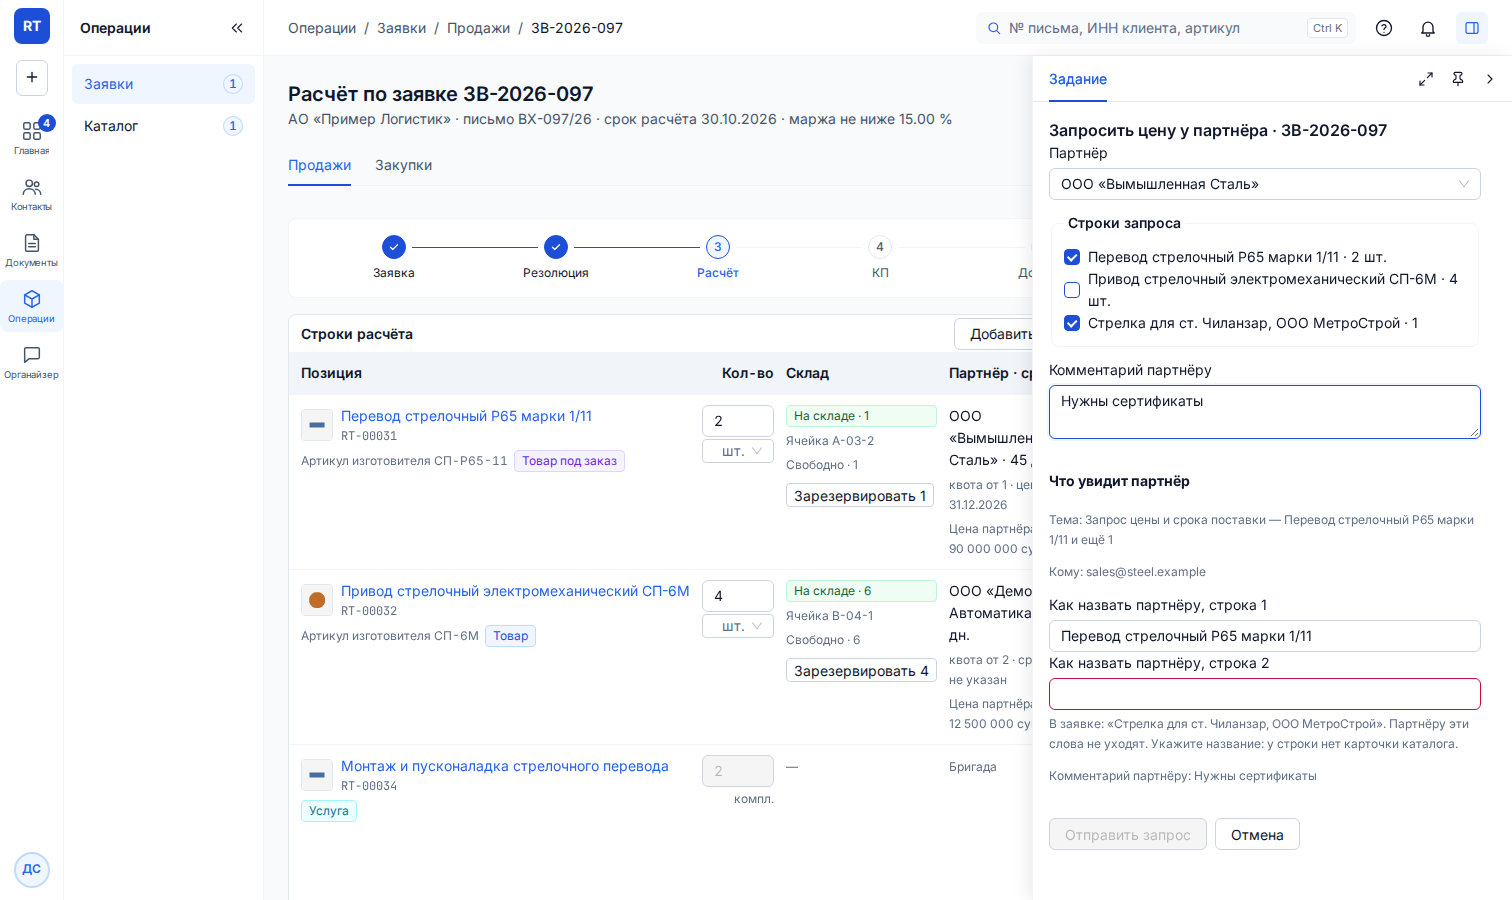 RT
Операции
Операции / Заявки / Продажи / ЗВ-2026-097
№ письма, ИНН клиента, артикул
Ctrl K
4
Главная
Контакты
Документы
Операции
Органайзер
ДС
Заявки
1
Каталог
1
Расчёт по заявке ЗВ-2026-097
АО «Пример Логистик» · письмо ВХ-097/26 · срок расчёта 30.10.2026 · маржа не ниже 15.00 %
Продажи
Закупки
Заявка
Резолюция
3
Расчёт
4
КП
До
Строки расчёта
Добавить
Позиция
Кол-во
Склад
Партнёр · ср
Перевод стрелочный Р65 марки 1/11
RT-00031
Артикул изготовителя СП-Р65-11
Товар под заказ
2
шт.
На складе · 1
Ячейка А-03-2
Свободно · 1
Зарезервировать 1
ООО
«Вымышлен
Сталь» · 45
квота от 1 · це
31.12.2026
Цена партнёра
90 000 000 су
Привод стрелочный электромеханический СП-6М
RT-00032
Артикул изготовителя СП-6М
Товар
4
шт.
На складе · 6
Ячейка В-04-1
Свободно · 6
Зарезервировать 4
ООО «Демо
Автоматика
дн.
квота от 2 · ср
не указан
Цена партнёра
12 500 000 су
Монтаж и пусконаладка стрелочного перевода
RT-00034
Услуга
2
компл.
—
Бригада
Задание
Запросить цену у партнёра · ЗВ-2026-097
Партнёр
ООО «Вымышленная Сталь»
Строки запроса
Перевод стрелочный Р65 марки 1/11 · 2 шт.
Привод стрелочный электромеханический СП-6М · 4
шт.
Стрелка для ст. Чиланзар, ООО МетроСтрой · 1
Комментарий партнёру
Нужны сертификаты
Что увидит партнёр
Тема: Запрос цены и срока поставки — Перевод стрелочный Р65 марки
1/11 и ещё 1
Кому: sales@steel.example
Как назвать партнёру, строка 1
Перевод стрелочный Р65 марки 1/11
Как назвать партнёру, строка 2
В заявке: «Стрелка для ст. Чиланзар, ООО МетроСтрой». Партнёру эти
слова не уходят. Укажите название: у строки нет карточки каталога.
Комментарий партнёру: Нужны сертификаты
Отправить запрос
Отмена